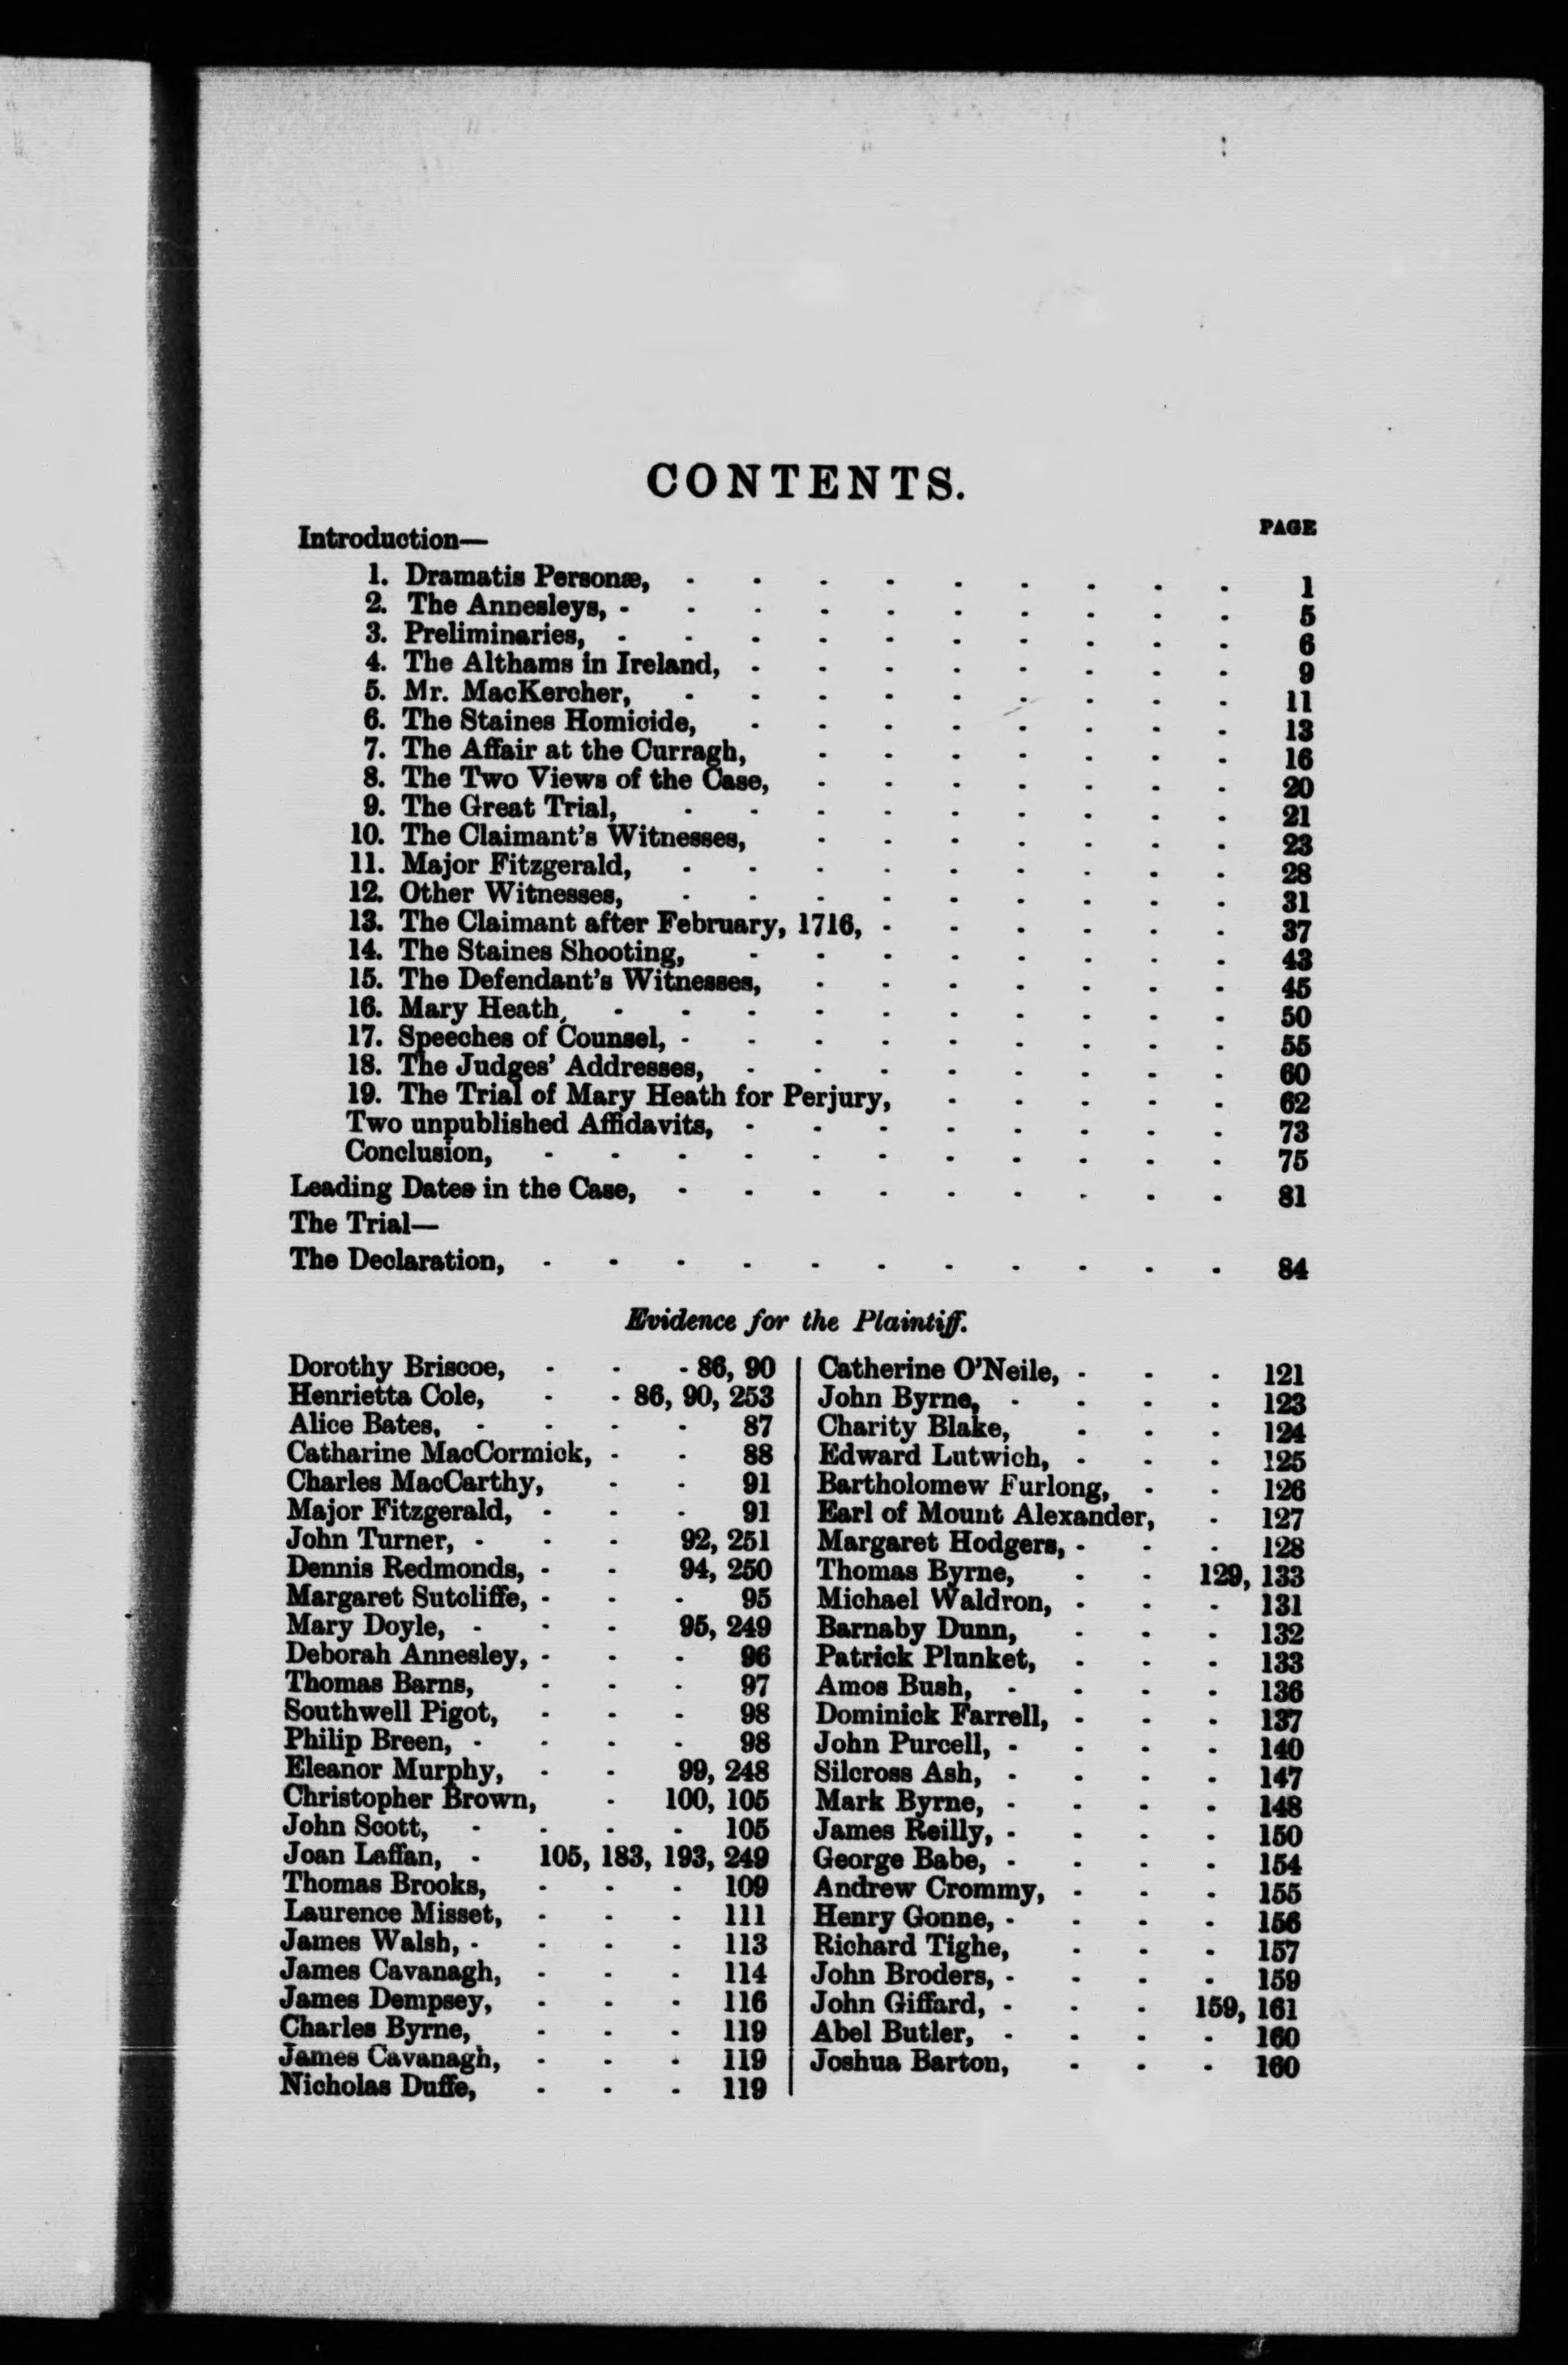 CONTENTS.
PAGE
Introduction—
1. Dramatis Personæ, - - - - - - - - - 1
2. The Annesleys, - - - - - - - - - - 5
3. Preliminaries, - - - - - - - - - - 6
4. The Althams in Ireland, - - - - - - - - 9
5. Mr. MacKercher, - - - - - - - - - 11
6. The Staines Homicide, - - - - - - - - 13
7. The Affair at the Curragh, - - - - - - - 16
8. The Two Views of the Case, - - - - - - - 20
9. The Great Trial, - - - - - - - - - 21
10. The Claimant's Witnesses, - - - - - - - 23
11. Major Fitzgerald, - - - - - - - - - 28
12. Other Witnesses, - - - - - - - - - 31
13. The Claimant after February, 1716, - - - - - - 37
14. The Staines Shooting, - - - - - - - - 43
15. The Defendant's Witnesses, - - - - - - - 45
16. Mary Heath, - - - - - - - - - - 50
17. Speeches of Counsel, - - - - - - - - - 55
18. The Judges' Addresses, - - - - - - - - 60
19. The Trial of Mary Heath for Perjury, - - - - - 62
Two unpublished Affidavits, - - - - - - - - 73
Conclusion, - - - - - - - - - - - 75
Leading Dates in the Case, - - - - - - - - - 81
The Trial—
The Declaration, - - - - - - - - - - - 84
Evidence for the Plaintiff.
Dorothy Briscoe, - - - 86, 90
Henrietta Cole, - - 86, 90, 253
Alice Bates, - - - - 87
Catharine MacCormick, - - 88
Charles MacCarthy, - - 91
Major Fitzgerald, - - - 91
John Turner, - - - 92, 251
Dennis Redmonds, - - 94, 250
Margaret Sutcliffe, - - - 95
Mary Doyle, - - - 95, 249
Deborah Annesley, - - - 96
Thomas Barns, - - - 97
Southwell Pigot, - - - 98
Philip Breen, - - - - 98
Eleanor Murphy, - - 99, 248
Christopher Brown, - 100, 105
John Scott, - - - - 105
Joan Laffan, - 105, 183, 193, 249
Thomas Brooks, - - - 109
Laurence Misset, - - - 111
James Walsh, - - - - 113
James Cavanagh, - - - 114
James Dempsey, - - - 116
Charles Byrne, - - - 119
James Cavanagh, - - - 119
Nicholas Duffe, - - - 119
Catherine O'Neile, - - - 121
John Byrne, - - - - 123
Charity Blake, - - - 124
Edward Lutwich, - - - 125
Bartholomew Furlong, - - 126
Earl of Mount Alexander, - 127
Margaret Hodgers, - - - 128
Thomas Byrne, - - 129, 133
Michael Waldron, - - - 131
Barnaby Dunn, - - - 132
Patrick Plunket, - - - 133
Amos Bush, - - - - 136
Dominick Farrell, - - - 137
John Purcell, - - - - 140
Silcross Ash, - - - - 147
Mark Byrne, - - - - 148
James Reilly, - - - - 150
George Babe, - - - - 154
Andrew Crommy, - - - 155
Henry Gonne, - - - - 156
Richard Tighe, - - - 157
John Broders, - - - - 159
John Giffard, - - - 159, 161
Abel Butler, - - - - 160
Joshua Barton, - - - 160